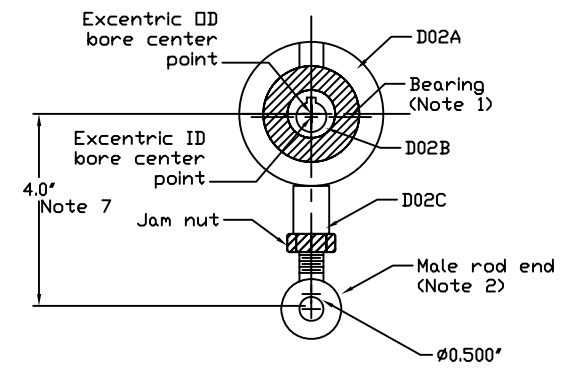 Excentric OD
bore center
point
D02A
Bearing
(Note 1)
Excentric ID
bore center
point
D02B
4.0"
Note 7
Jam nut
D02C
Male rod end
(Note 2)
Ø0.500"